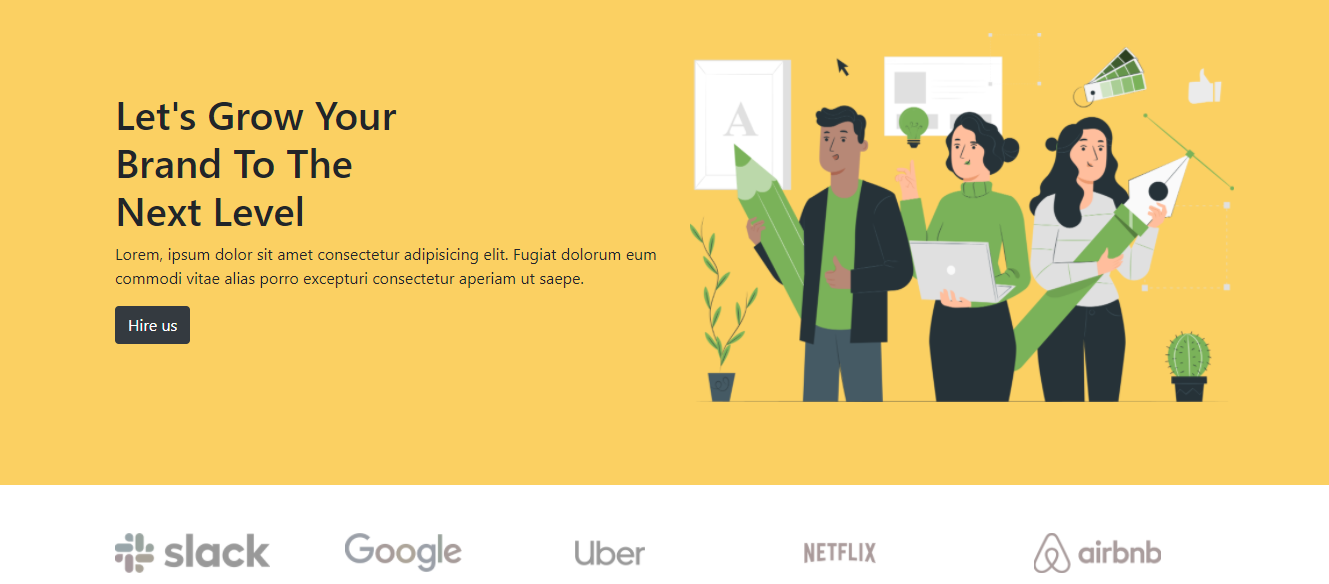 Let's Grow Your
Brand To The
Next Level
Lorem, ipsum dolor sit amet consectetur adipisicing elit. Fugiat dolorum eum
commodi vitae alias porro excepturi consectetur aperiam ut saepe.
Hire us
A
slack Google Uber NETFLIX airbnb